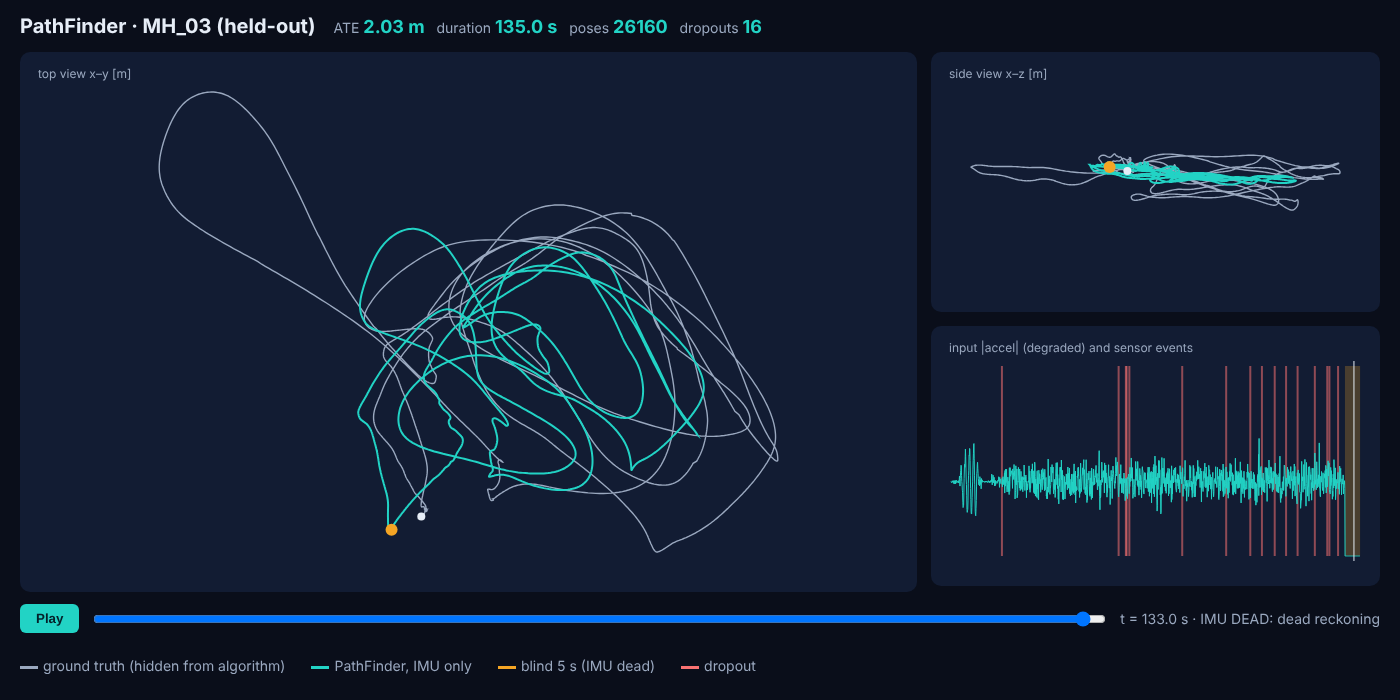 PathFinder · MH_03 (held-out) ATE 2.03 m duration 135.0 s poses 26160 dropouts 16
top view x–y [m]
side view x–z [m]
input |accel| (degraded) and sensor events
Play
t = 133.0 s · IMU DEAD: dead reckoning
ground truth (hidden from algorithm) PathFinder, IMU only blind 5 s (IMU dead) dropout